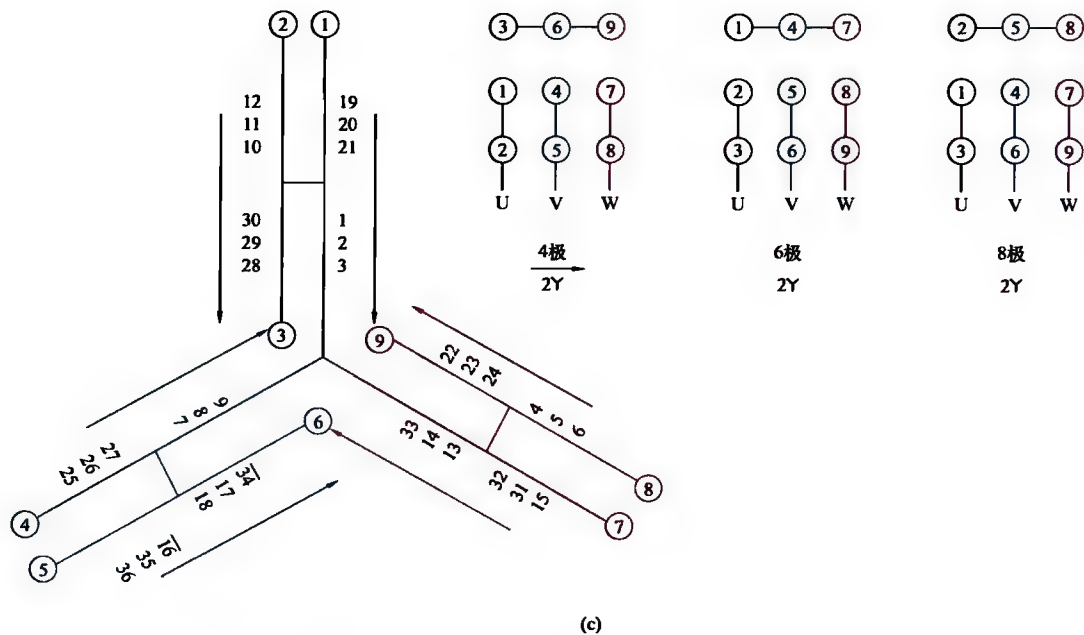 ② ①
12 19
11 20
10 21
30 1
29 2
28 3
③ ⑨
22
23
24
4
5
6
⑧
7
8
9
25
26
27
④
⑥
33
14
13
32
31
15
⑦
18
17
34
36
35
16
⑤
③ ⑥ ⑨
① ④ ⑦
② ⑤ ⑧
U V W
4极
2Y
① ④ ⑦
② ⑤ ⑧
③ ⑥ ⑨
U V W
6极
2Y
② ⑤ ⑧
① ④ ⑦
③ ⑥ ⑨
U V W
8极
2Y
(c)